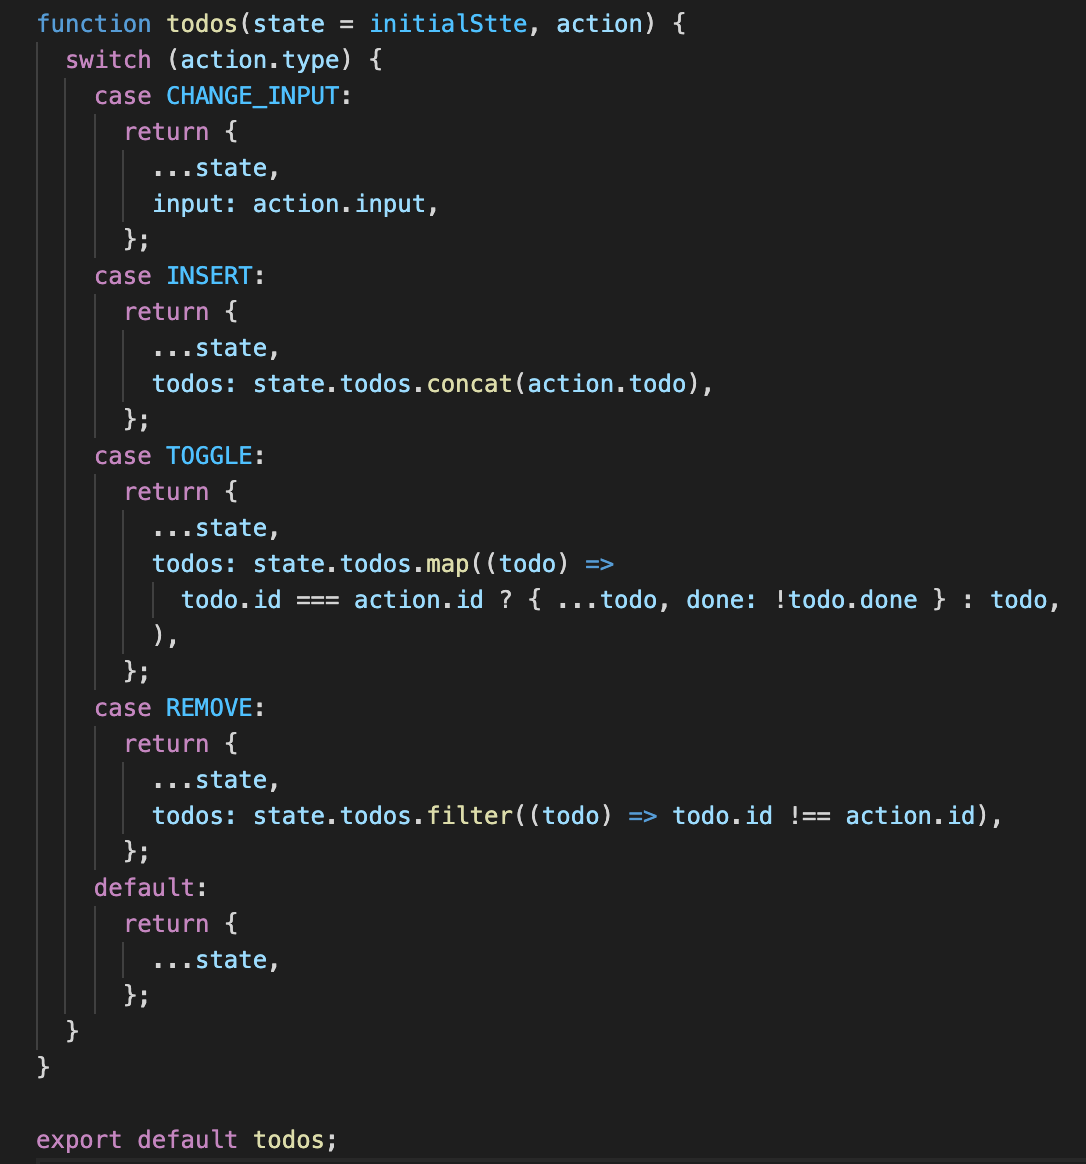 function todos(state = initialStte, action) {
  switch (action.type) {
    case CHANGE_INPUT:
      return {
        ...state,
        input: action.input,
      };
    case INSERT:
      return {
        ...state,
        todos: state.todos.concat(action.todo),
      };
    case TOGGLE:
      return {
        ...state,
        todos: state.todos.map((todo) =>
          todo.id === action.id ? { ...todo, done: !todo.done } : todo,
        ),
      };
    case REMOVE:
      return {
        ...state,
        todos: state.todos.filter((todo) => todo.id !== action.id),
      };
    default:
      return {
        ...state,
      };
  }
}

export default todos;